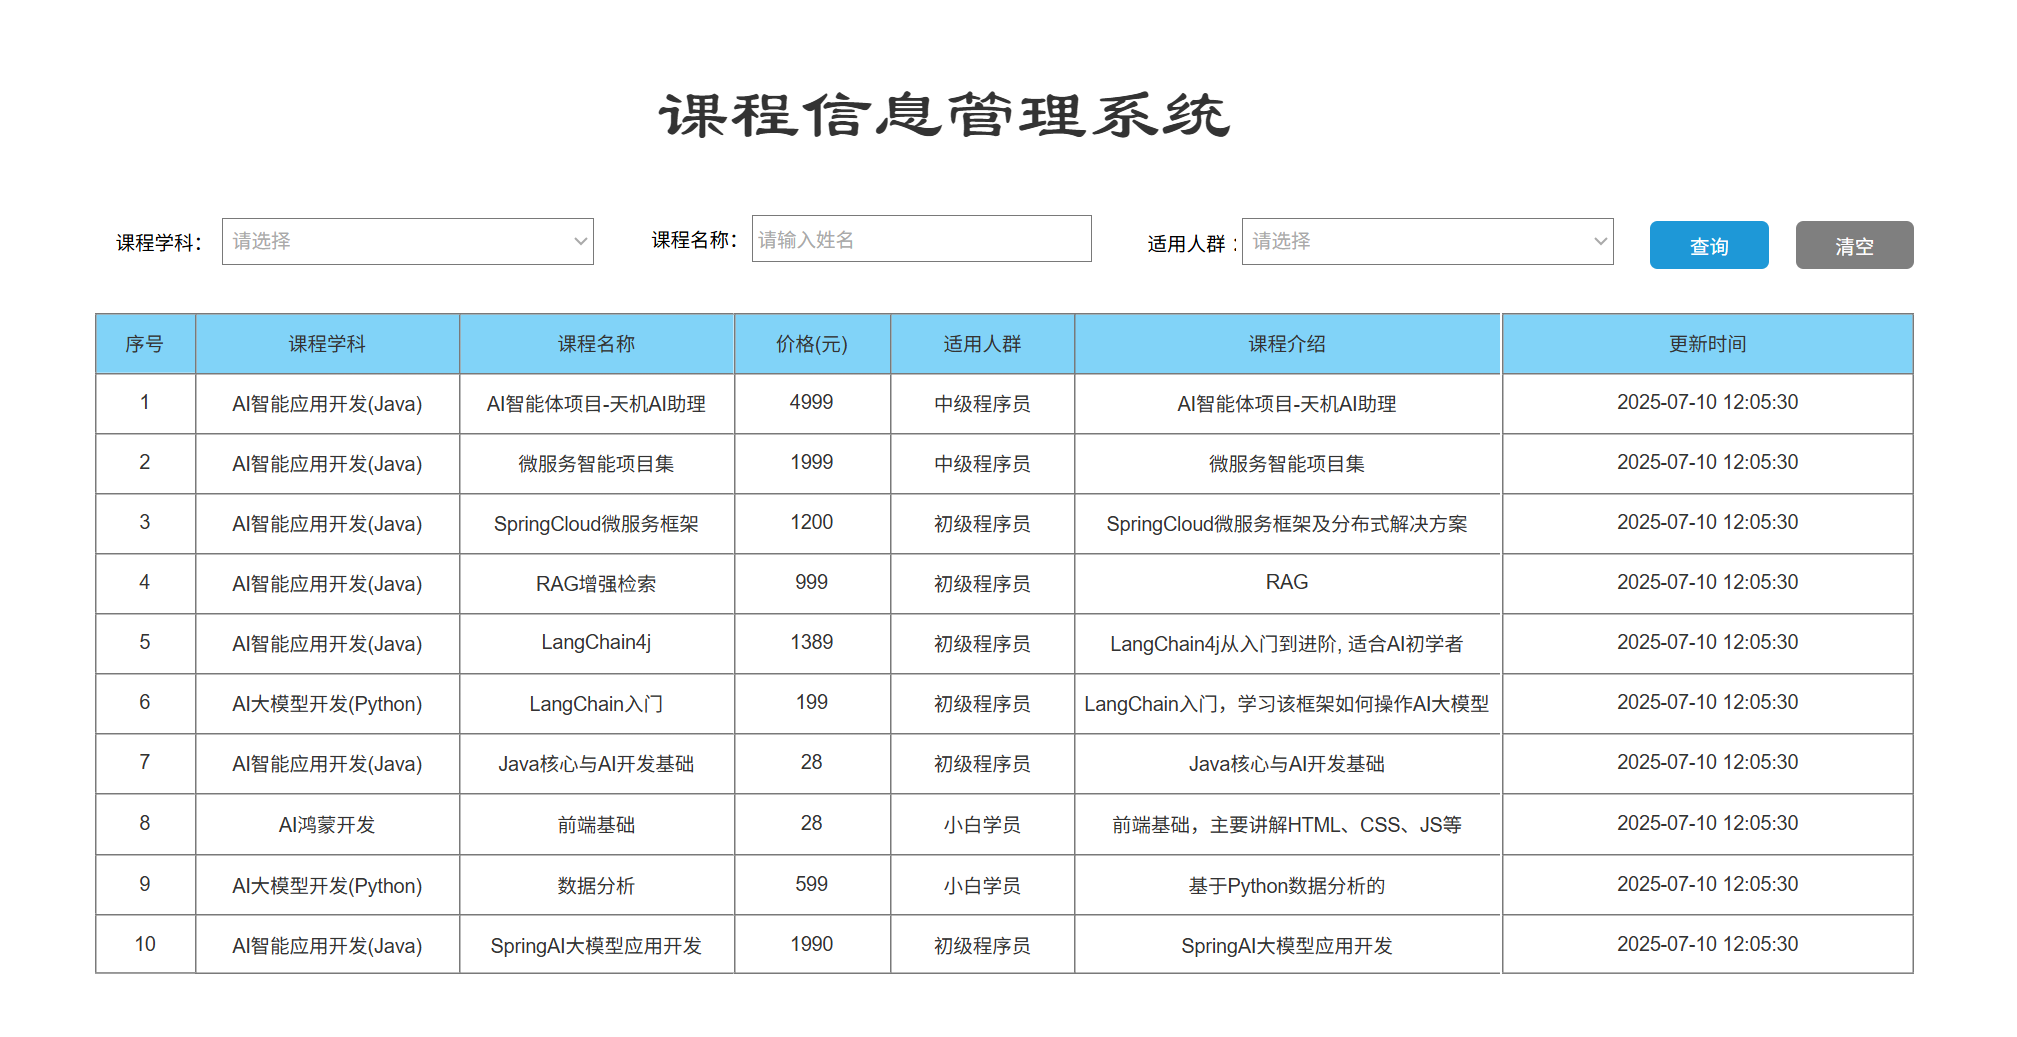 课程信息管理系统
课程学科： 请选择 课程名称： 请输入姓名 适用人群： 请选择 查询 清空
序号 课程学科 课程名称 价格(元) 适用人群 课程介绍 更新时间
1 AI智能应用开发(Java) AI智能体项目-天机AI助理 4999 中级程序员 AI智能体项目-天机AI助理 2025-07-10 12:05:30
2 AI智能应用开发(Java) 微服务智能项目集 1999 中级程序员 微服务智能项目集 2025-07-10 12:05:30
3 AI智能应用开发(Java) SpringCloud微服务框架 1200 初级程序员 SpringCloud微服务框架及分布式解决方案 2025-07-10 12:05:30
4 AI智能应用开发(Java) RAG增强检索 999 初级程序员 RAG 2025-07-10 12:05:30
5 AI智能应用开发(Java) LangChain4j 1389 初级程序员 LangChain4j从入门到进阶, 适合AI初学者 2025-07-10 12:05:30
6 AI大模型开发(Python) LangChain入门 199 初级程序员 LangChain入门，学习该框架如何操作AI大模型 2025-07-10 12:05:30
7 AI智能应用开发(Java) Java核心与AI开发基础 28 初级程序员 Java核心与AI开发基础 2025-07-10 12:05:30
8 AI鸿蒙开发 前端基础 28 小白学员 前端基础，主要讲解HTML、CSS、JS等 2025-07-10 12:05:30
9 AI大模型开发(Python) 数据分析 599 小白学员 基于Python数据分析的 2025-07-10 12:05:30
10 AI智能应用开发(Java) SpringAI大模型应用开发 1990 初级程序员 SpringAI大模型应用开发 2025-07-10 12:05:30